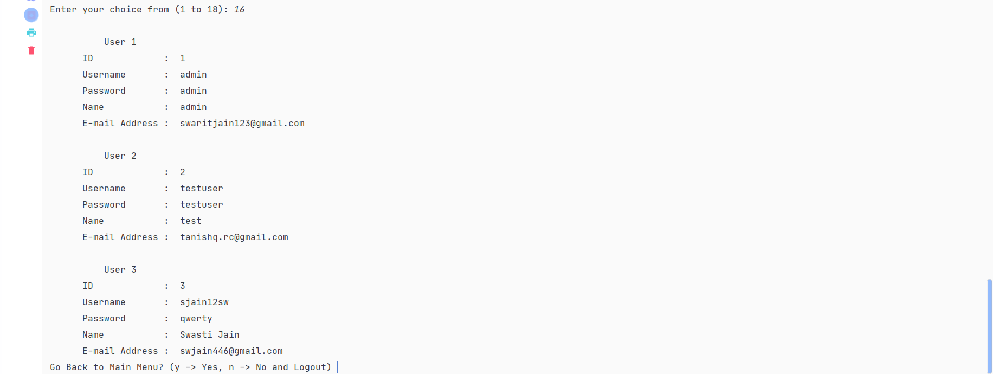 Enter your choice from (1 to 18): 16
User 1
ID : 1
Username : admin
Password : admin
Name : admin
E-mail Address : swaritjain123@gmail.com
User 2
ID : 2
Username : testuser
Password : testuser
Name : test
E-mail Address : tanishq.rc@gmail.com
User 3
ID : 3
Username : sjain12sw
Password : qwerty
Name : Swasti Jain
E-mail Address : swjain446@gmail.com
Go Back to Main Menu? (y -> Yes, n -> No and Logout)